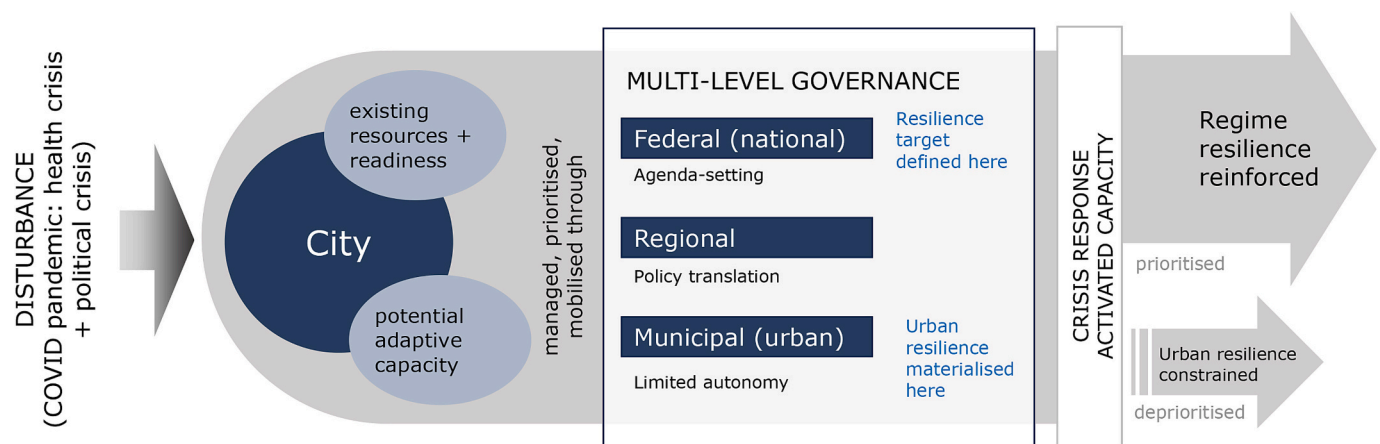 DISTURBANCE
(COVID pandemic: health crisis
+ political crisis)
existing
resources +
readiness
City
potential
adaptive
capacity
managed, prioritised,
mobilised through
MULTI-LEVEL GOVERNANCE
Federal (national)
Agenda-setting
Resilience
target
defined here
Regional
Policy translation
Municipal (urban)
Limited autonomy
Urban
resilience
materialised
here
CRISIS RESPONSE
ACTIVATED CAPACITY
Regime
resilience
reinforced
prioritised
Urban resilience
constrained
deprioritised